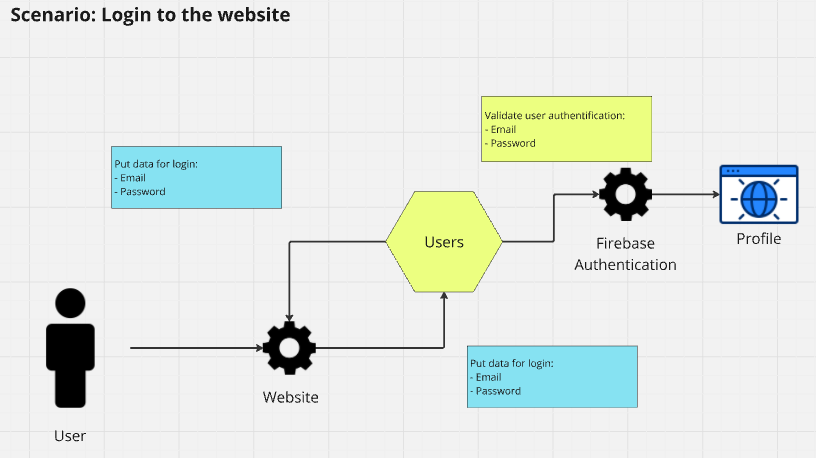 Scenario: Login to the website
Validate user authentification:
- Email
- Password
Put data for login:
- Email
- Password
Users
Firebase
Authentication
Profile
Website
Put data for login:
- Email
- Password
User